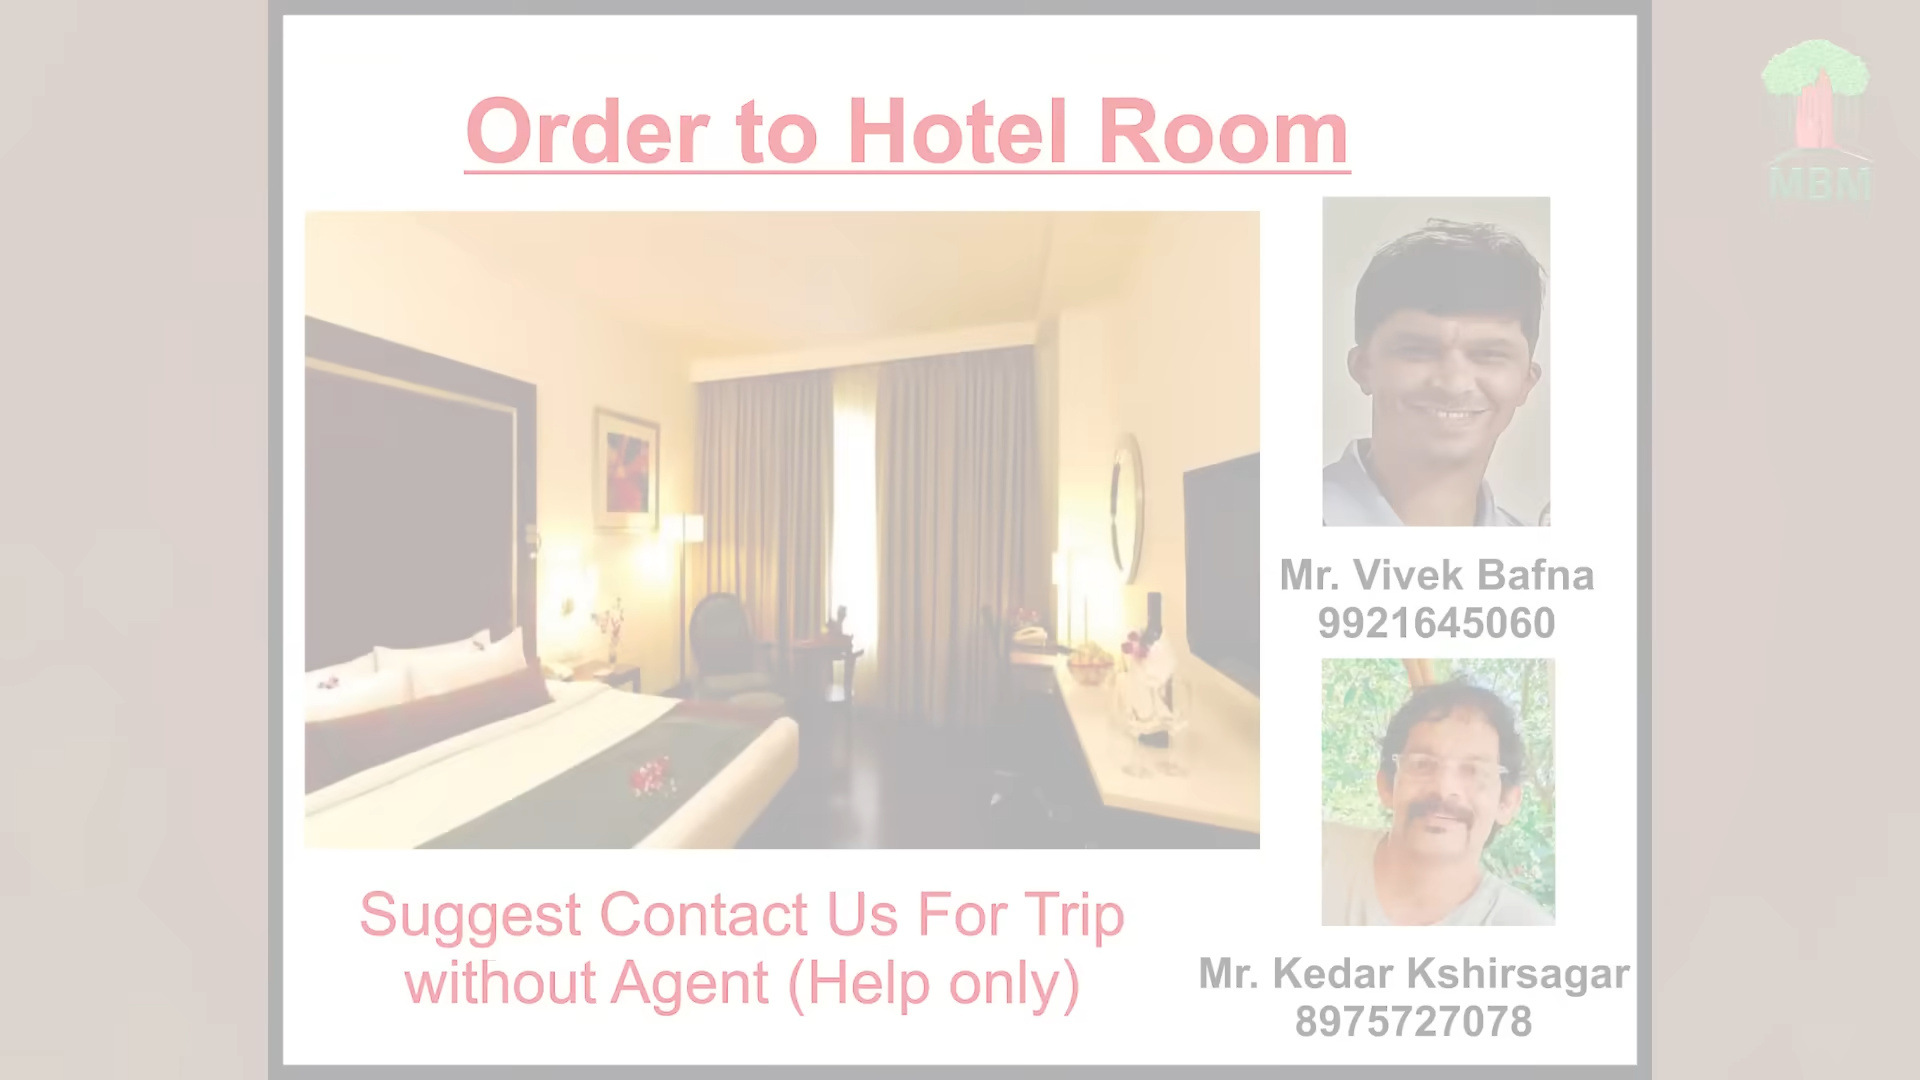 Order to Hotel Room
MBM
Mr. Vivek Bafna
9921645060
Mr. Kedar Kshirsagar
8975727078
Suggest Contact Us For Trip
without Agent (Help only)